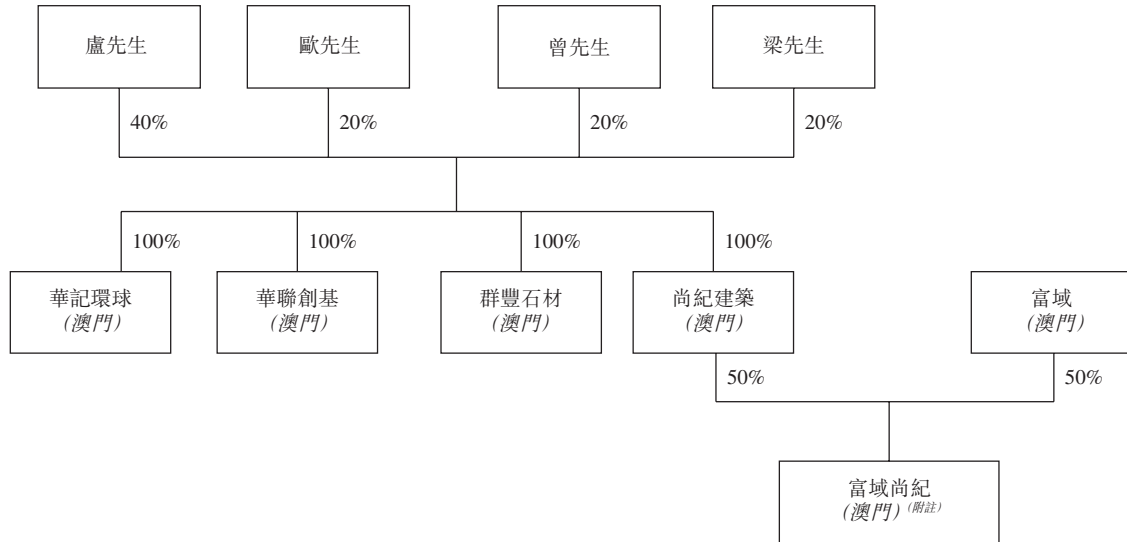 盧先生
歐先生
曾先生
梁先生
40%
20%
20%
20%
100%
100%
100%
100%
華記環球
(澳門)
華聯創基
(澳門)
群豐石材
(澳門)
尚紀建築
(澳門)
富域
(澳門)
50%
50%
富域尚紀
(澳門)(附註)